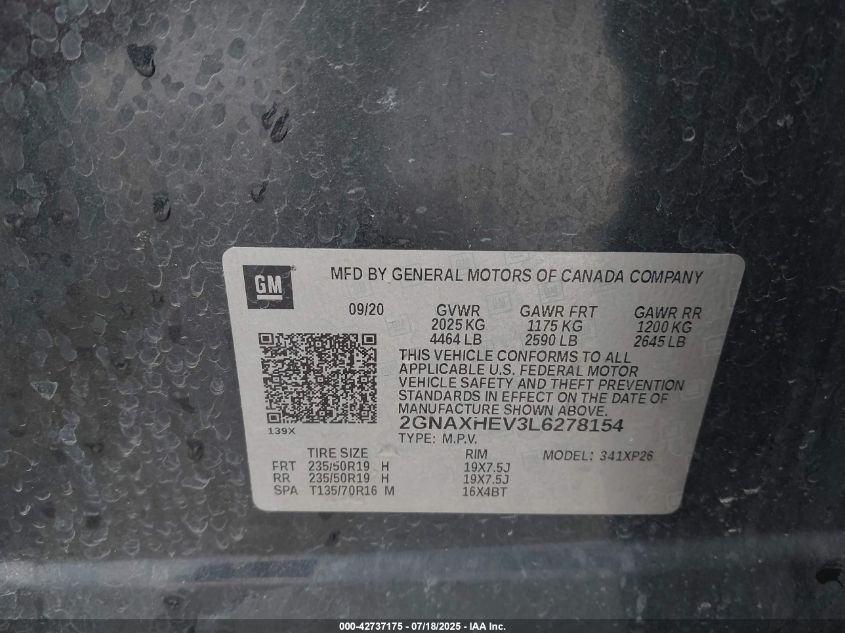 GM
MFD BY GENERAL MOTORS OF CANADA COMPANY
09/20 GVWR GAWR FRT GAWR RR
2025 KG 1175 KG 1200 KG
4464 LB 2590 LB 2645 LB
THIS VEHICLE CONFORMS TO ALL
APPLICABLE U.S. FEDERAL MOTOR
VEHICLE SAFETY AND THEFT PREVENTION
STANDARDS IN EFFECT ON THE DATE OF
MANUFACTURE SHOWN ABOVE.
2GNAXHEV3L6278154
139X
TYPE: M.P.V.
TIRE SIZE RIM MODEL: 341XP26
FRT 235/50R19 H 19X7.5J
RR 235/50R19 H 19X7.5J
SPA T135/70R16 M 16X4BT
000-42737175 - 07/18/2025 - IAA Inc.